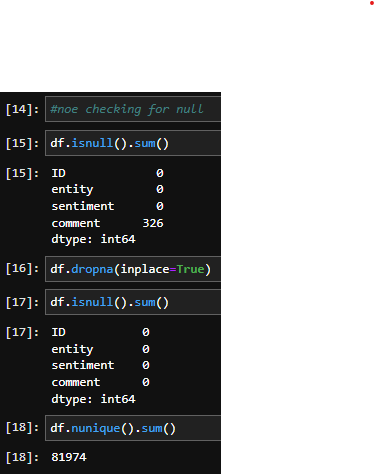 [14]: #noe checking for null
[15]: df.isnull().sum()
[15]: ID 0
entity 0
sentiment 0
comment 326
dtype: int64
[16]: df.dropna(inplace=True)
[17]: df.isnull().sum()
[17]: ID 0
entity 0
sentiment 0
comment 0
dtype: int64
[18]: df.nunique().sum()
[18]: 81974